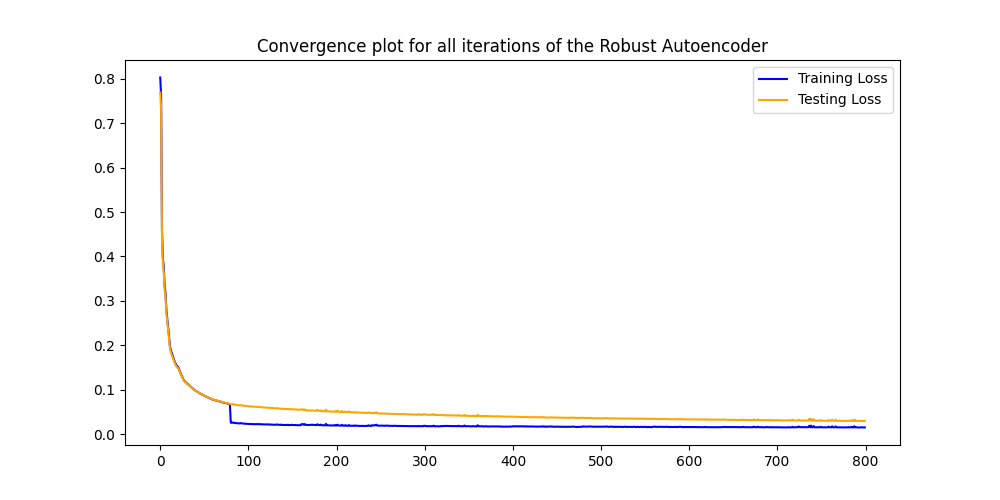 Convergence plot for all iterations of the Robust Autoencoder
Training Loss
Testing Loss
0.8
0.7
0.6
0.5
0.4
0.3
0.2
0.1
0.0
0 100 200 300 400 500 600 700 800